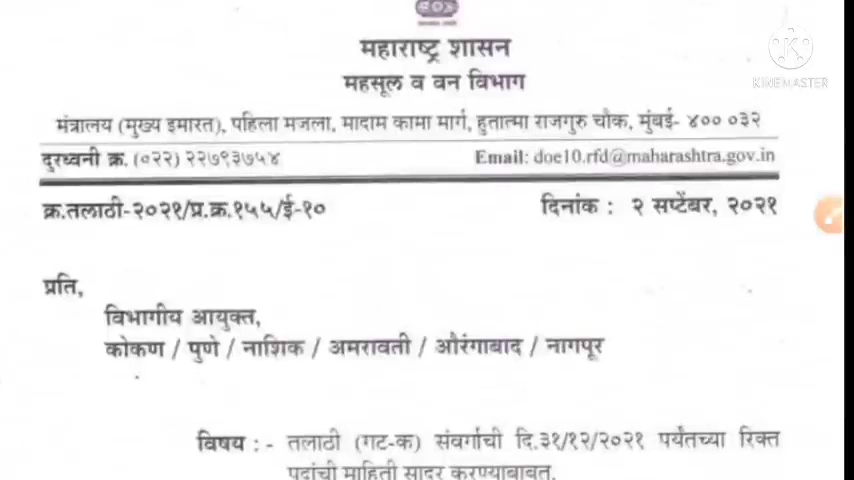 महाराष्ट्र शासन
महसूल व वन विभाग
मंत्रालय (मुख्य इमारत), पहिला मजला, मादाम कामा मार्ग, हुतात्मा राजगुरु चौक, मुंबई- ४०० ०३२
दुरध्वनी क्र. (०२२) २२७९३७५४
Email: doe10.rfd@maharashtra.gov.in
क्र.तलाठी-२०२१/प्र.क्र.१५५/ई-१०
दिनांक : २ सप्टेंबर, २०२१
प्रति,
विभागीय आयुक्त,
कोकण / पुणे / नाशिक / अमरावती / औरंगाबाद / नागपूर
विषय : - तलाठी (गट-क) संवर्गाची दि.३१/१२/२०२१ पर्यंतच्या रिक्त
पदांची माहिती सादर करण्याबाबत.
KINEMASTER